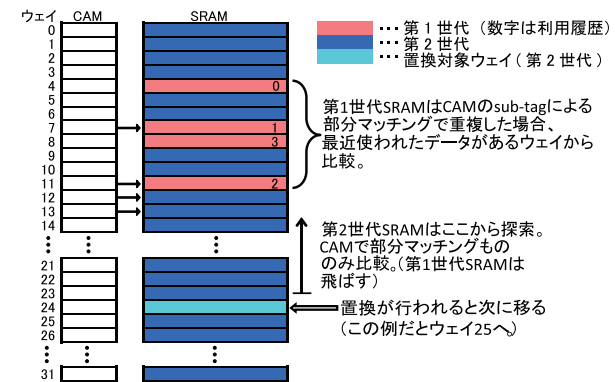 ウェイ CAM SRAM
0
1
2
3
4 0
5
6
7 1
8 3
9
10
11 2
12
13
14
21
22
23
24
25
26
31
･･･ 第1世代（数字は利用履歴）
･･･ 第2世代
･･･ 置換対象ウェイ（第2世代）
第1世代SRAMはCAMのsub-tagによる
部分マッチングで重複した場合、
最近使われたデータがあるウェイから
比較。
第2世代SRAMはここから探索。
CAMで部分マッチングもの
のみ比較。（第1世代SRAMは
飛ばす）
置換が行われると次に移る
（この例だとウェイ25へ。）